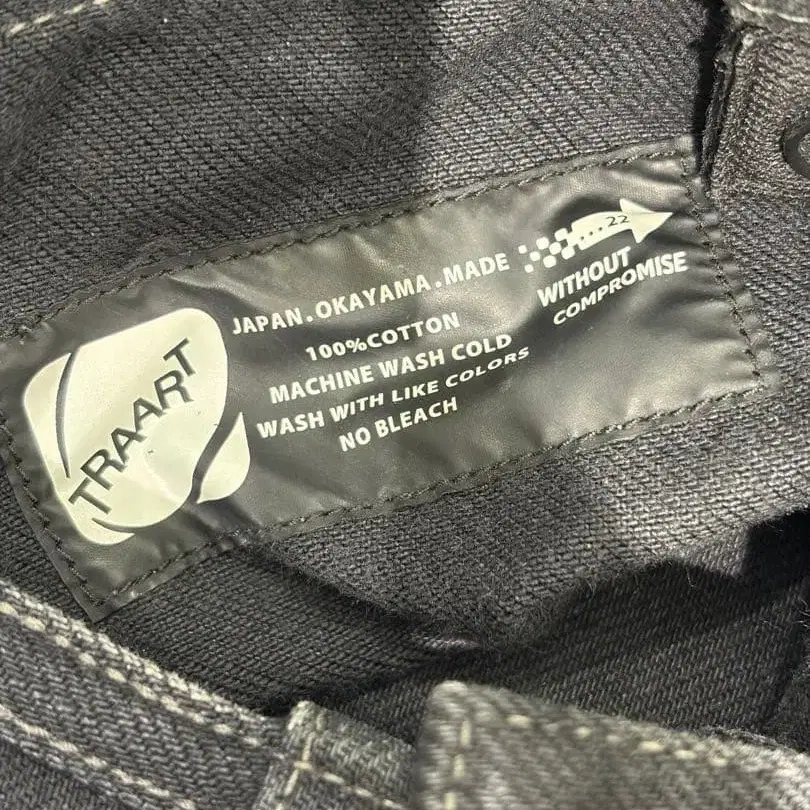 TRAART
JAPAN.OKAYAMA.MADE
100%COTTON
MACHINE WASH COLD
WASH WITH LIKE COLORS
NO BLEACH
...22
WITHOUT
COMPROMISE